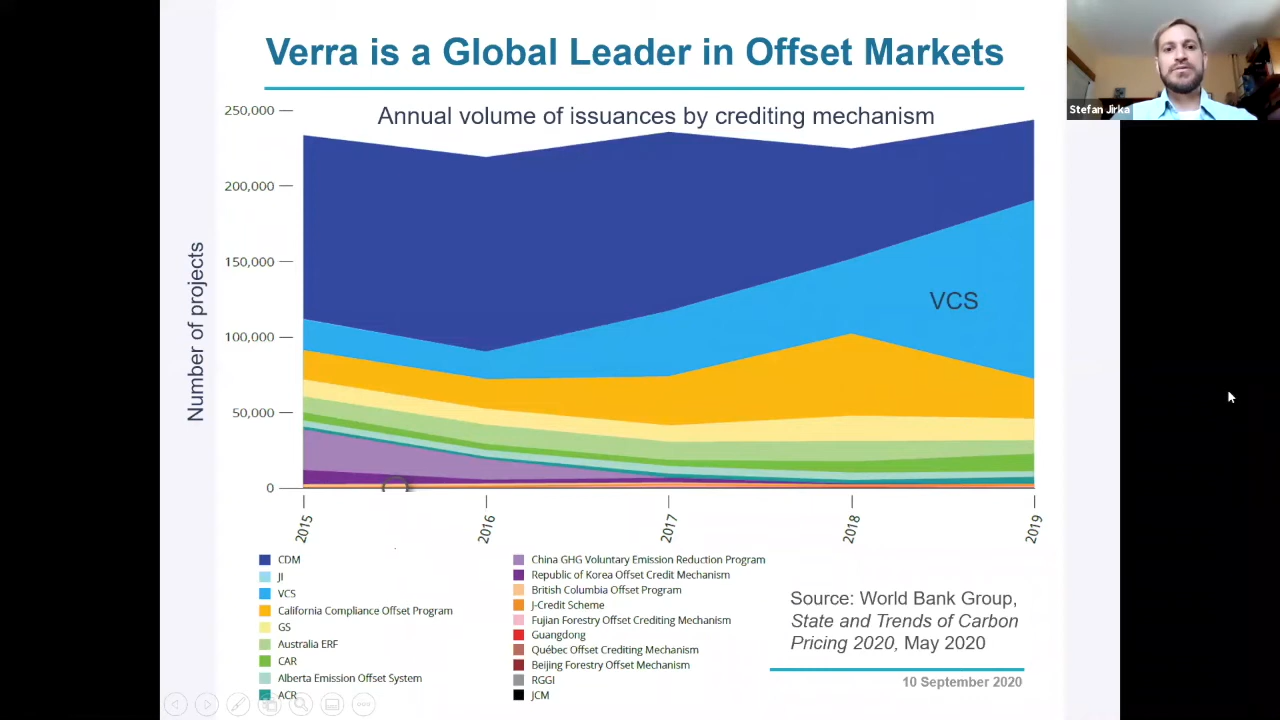 Verra is a Global Leader in Offset Markets
Stefan Jirka
Annual volume of issuances by crediting mechanism
Number of projects
250,000
200,000
150,000
100,000
50,000
0
VCS
2015
2016
2017
2018
2019
CDM
JI
VCS
California Compliance Offset Program
GS
Australia ERF
CAR
Alberta Emission Offset System
ACR
China GHG Voluntary Emission Reduction Program
Republic of Korea Offset Credit Mechanism
British Columbia Offset Program
J-Credit Scheme
Fujian Forestry Offset Crediting Mechanism
Guangdong
Québec Offset Crediting Mechanism
Beijing Forestry Offset Mechanism
RGGI
JCM
Source: World Bank Group,
State and Trends of Carbon
Pricing 2020, May 2020
10 September 2020